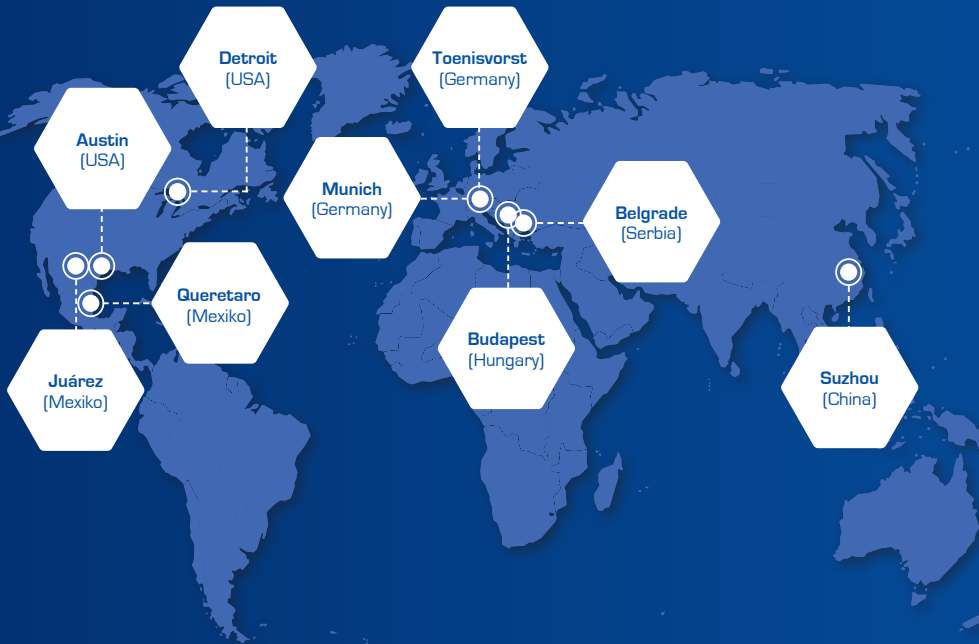 Detroit
(USA)
Toenisvorst
(Germany)
Austin
(USA)
Munich
(Germany)
Belgrade
(Serbia)
Queretaro
(Mexiko)
Budapest
(Hungary)
Juárez
(Mexiko)
Suzhou
(China)